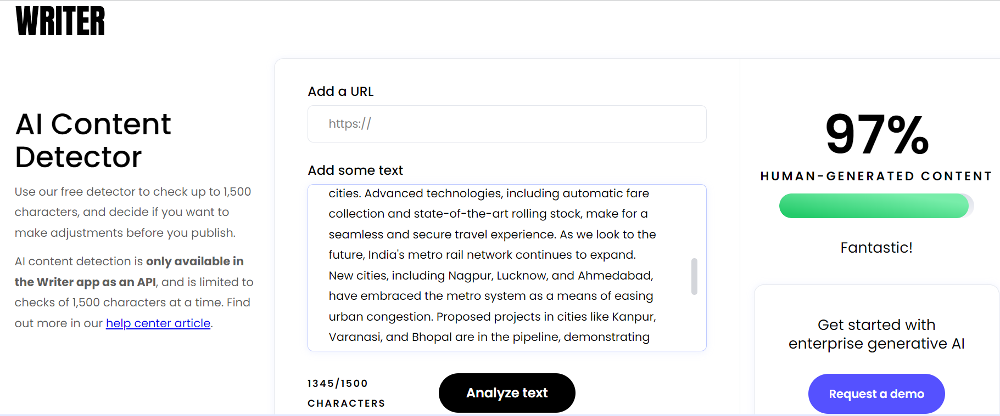 WRITER
AI Content
Detector
Use our free detector to check up to 1,500
characters, and decide if you want to
make adjustments before you publish.
AI content detection is only available in
the Writer app as an API, and is limited to
checks of 1,500 characters at a time. Find
out more in our help center article.
Add a URL
https://
Add some text
cities. Advanced technologies, including automatic fare
collection and state-of-the-art rolling stock, make for a
seamless and secure travel experience. As we look to the
future, India's metro rail network continues to expand.
New cities, including Nagpur, Lucknow, and Ahmedabad,
have embraced the metro system as a means of easing
urban congestion. Proposed projects in cities like Kanpur,
Varanasi, and Bhopal are in the pipeline, demonstrating
1345/1500
CHARACTERS
Analyze text
97%
HUMAN-GENERATED CONTENT
Fantastic!
Get started with
enterprise generative AI
Request a demo